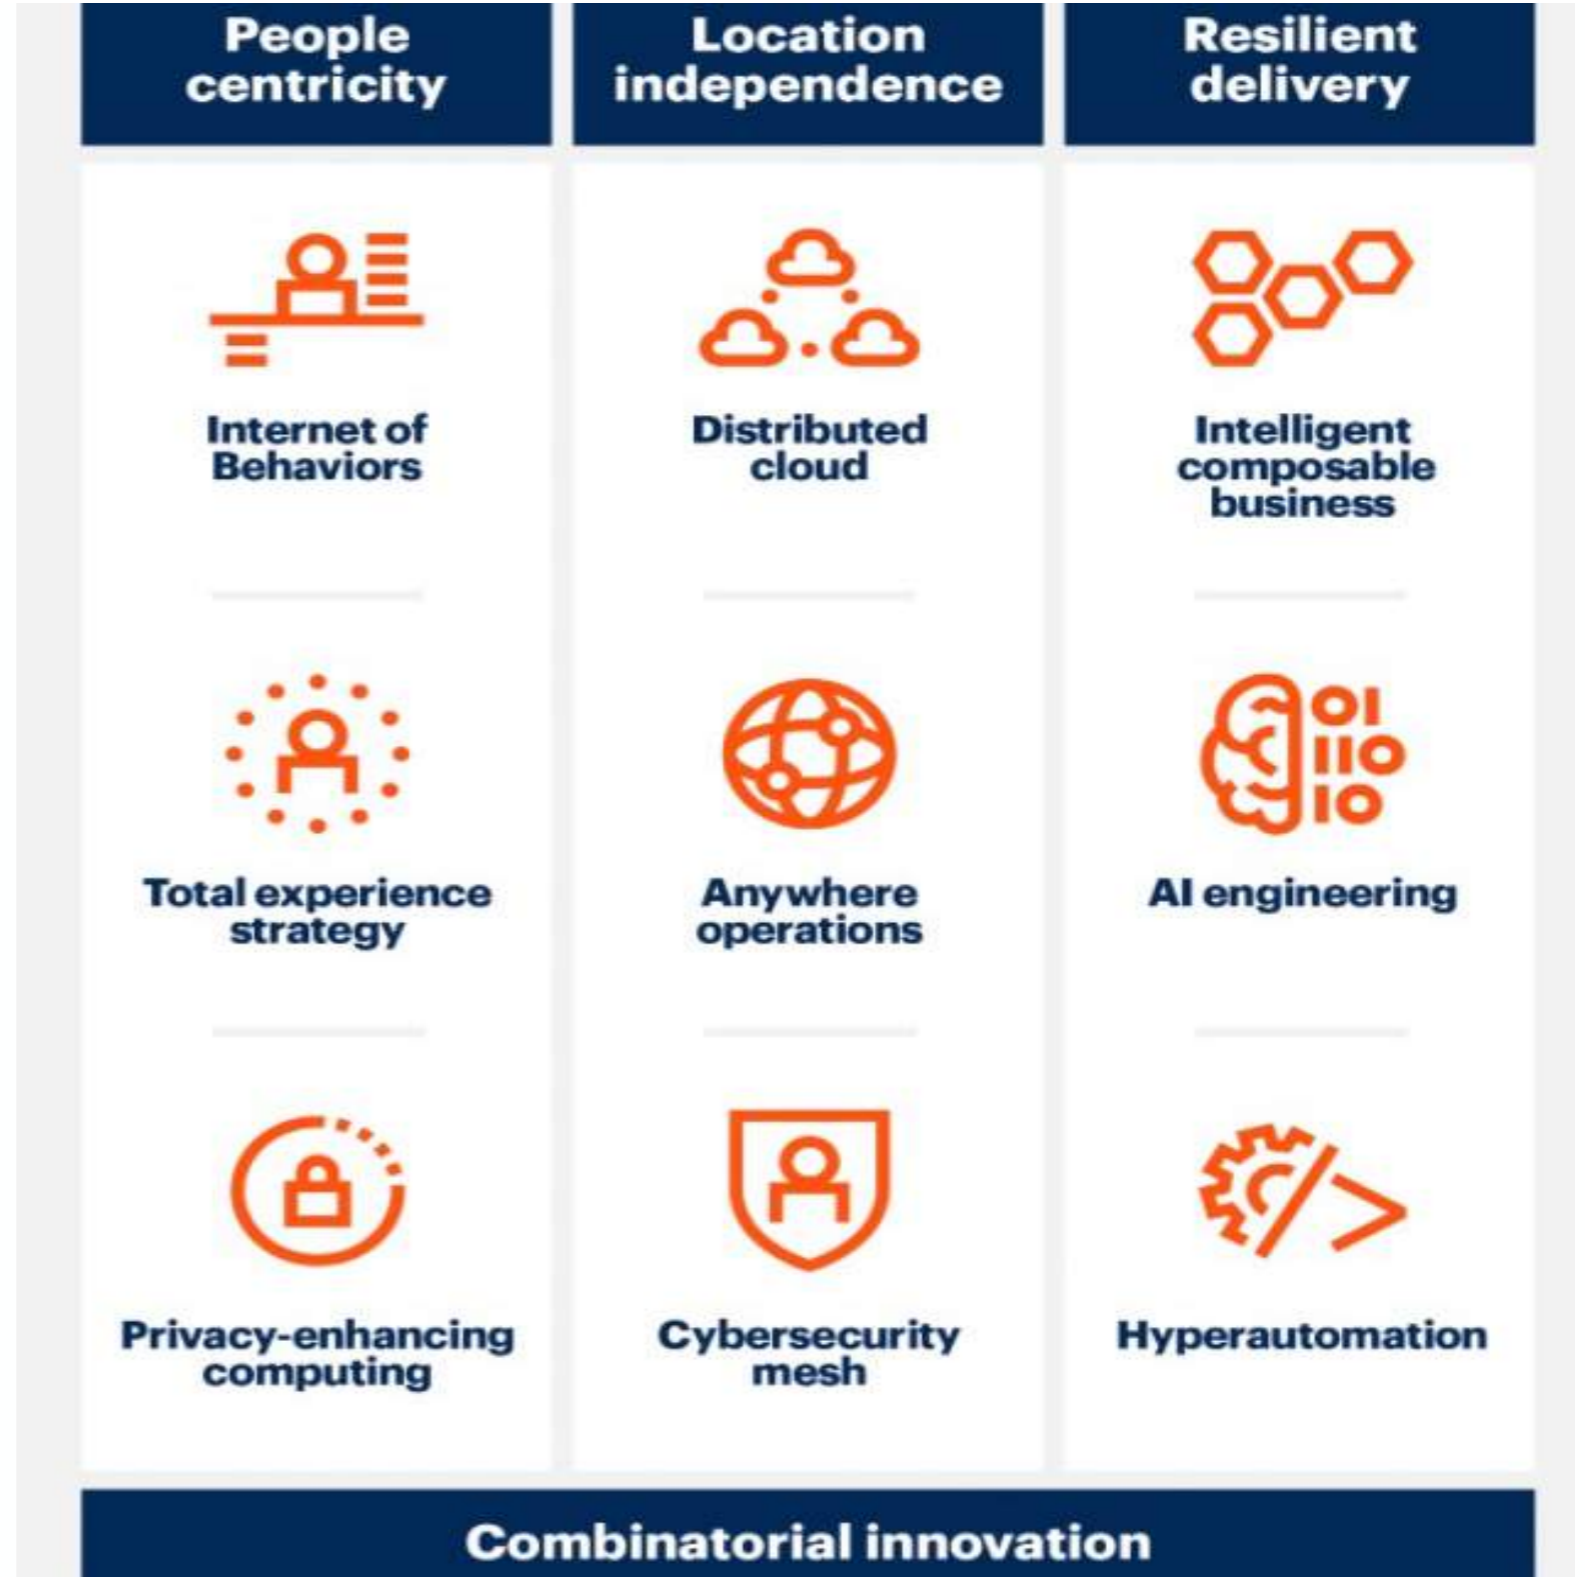 People
centricity
Location
independence
Resilient
delivery
Internet of
Behaviors
Distributed
cloud
Intelligent
composable
business
Total experience
strategy
Anywhere
operations
AI engineering
Privacy-enhancing
computing
Cybersecurity
mesh
Hyperautomation
Combinatorial innovation